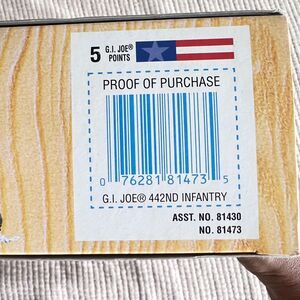 5 G.I. JOE® POINTS
PROOF OF PURCHASE
0 76281 81473 5
G.I. JOE® 442ND INFANTRY
ASST. NO. 81430
NO. 81473